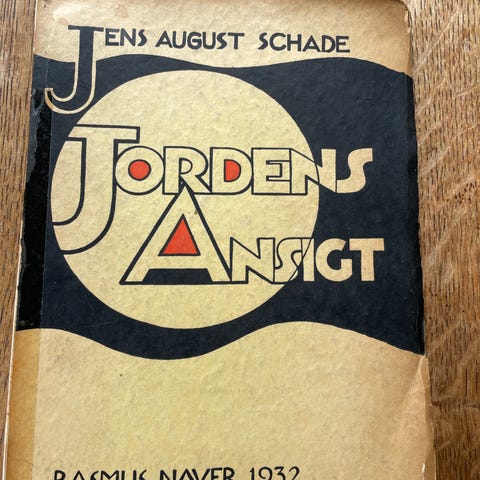 JENS AUGUST SCHADE
JORDENS
ANSIGT
RASMUS NAVER 1932